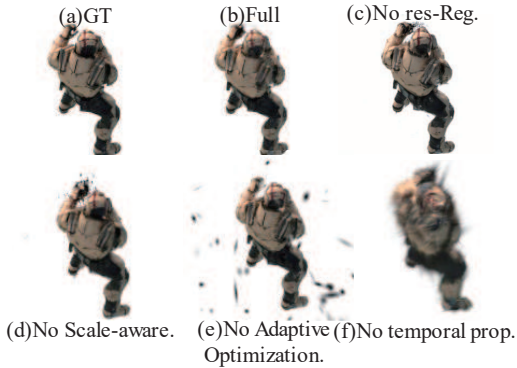 (a)GT
(b)Full
(c)No res-Reg.
(d)No Scale-aware.
(e)No Adaptive
Optimization.
(f)No temporal prop.